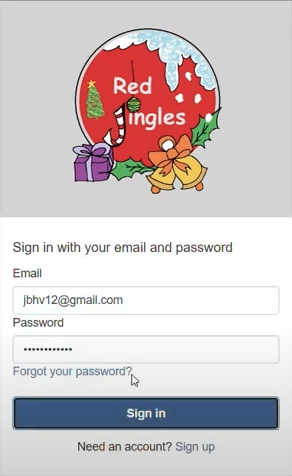 Red
Jingles
Sign in with your email and password
Email
jbhv12@gmail.com
Password
••••••••••••
Forgot your password?
Sign in
Need an account? Sign up